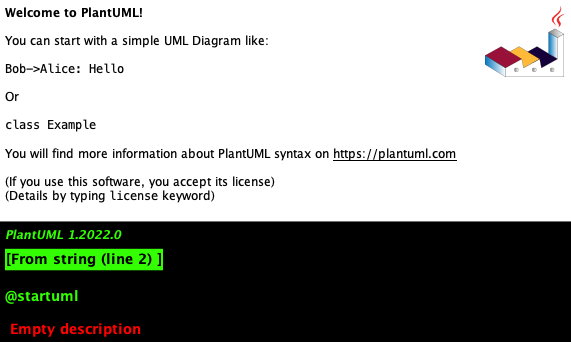 Welcome to PlantUML!
You can start with a simple UML Diagram like:
Bob->Alice: Hello
Or
class Example
You will find more information about PlantUML syntax on https://plantuml.com
(If you use this software, you accept its license)
(Details by typing license keyword)
PlantUML 1.2022.0
[From string (line 2) ]
@startuml
Empty description